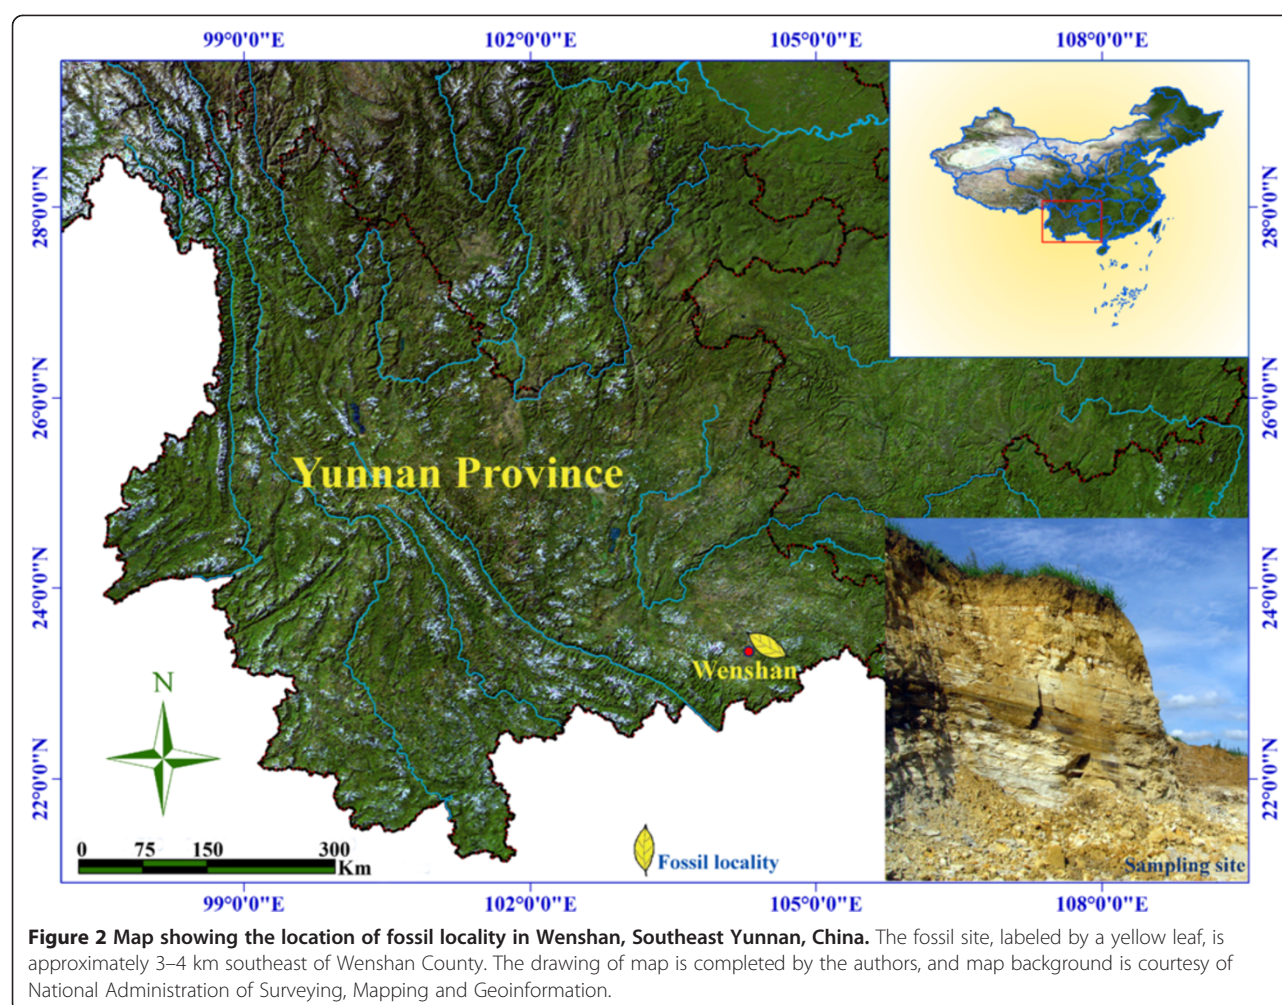 99°0'0"E 102°0'0"E 105°0'0"E 108°0'0"E
28°0'0"N
28°0'0"N
26°0'0"N
26°0'0"N
Yunnan Province
24°0'0"N
24°0'0"N
Wenshan
N
22°0'0"N
22°0'0"N
0 75 150 300
Km
Fossil locality
Sampling site
99°0'0"E 102°0'0"E 105°0'0"E 108°0'0"E
Figure 2 Map showing the location of fossil locality in Wenshan, Southeast Yunnan, China. The fossil site, labeled by a yellow leaf, is
approximately 3–4 km southeast of Wenshan County. The drawing of map is completed by the authors, and map background is courtesy of
National Administration of Surveying, Mapping and Geoinformation.